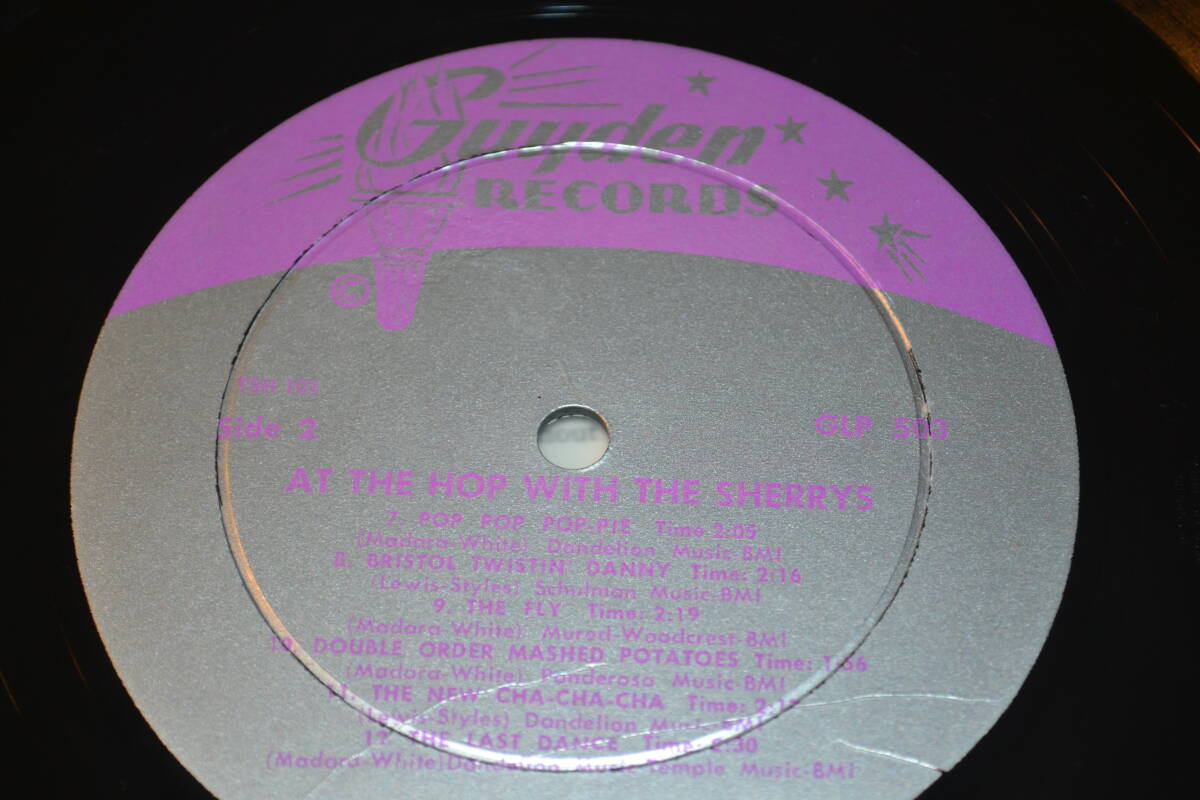 Guyden
RECORDS
Side 2
GLP 503
AT THE HOP WITH THE SHERRYS
7. POP POP POP-PIE Time 2:05
(Madara-White) Dandelion Music-BMI
8. BRISTOL TWISTIN DANNY Time: 2:16
(Lewis-Styles) Schulman Music-BMI
9. THE FLY Time: 2:19
(Madara-White) Mured-Woodcrest-BMI
10. DOUBLE ORDER MASHED POTATOES Time: 1:56
(Madara-White) Ponderosa Music-BMI
11. THE NEW CHA-CHA-CHA Time:
(Lewis-Styles) Dandelion Music-BMI
12. THE LAST DANCE Time: 2:30
(Madara-White) Music-Temple Music-BMI